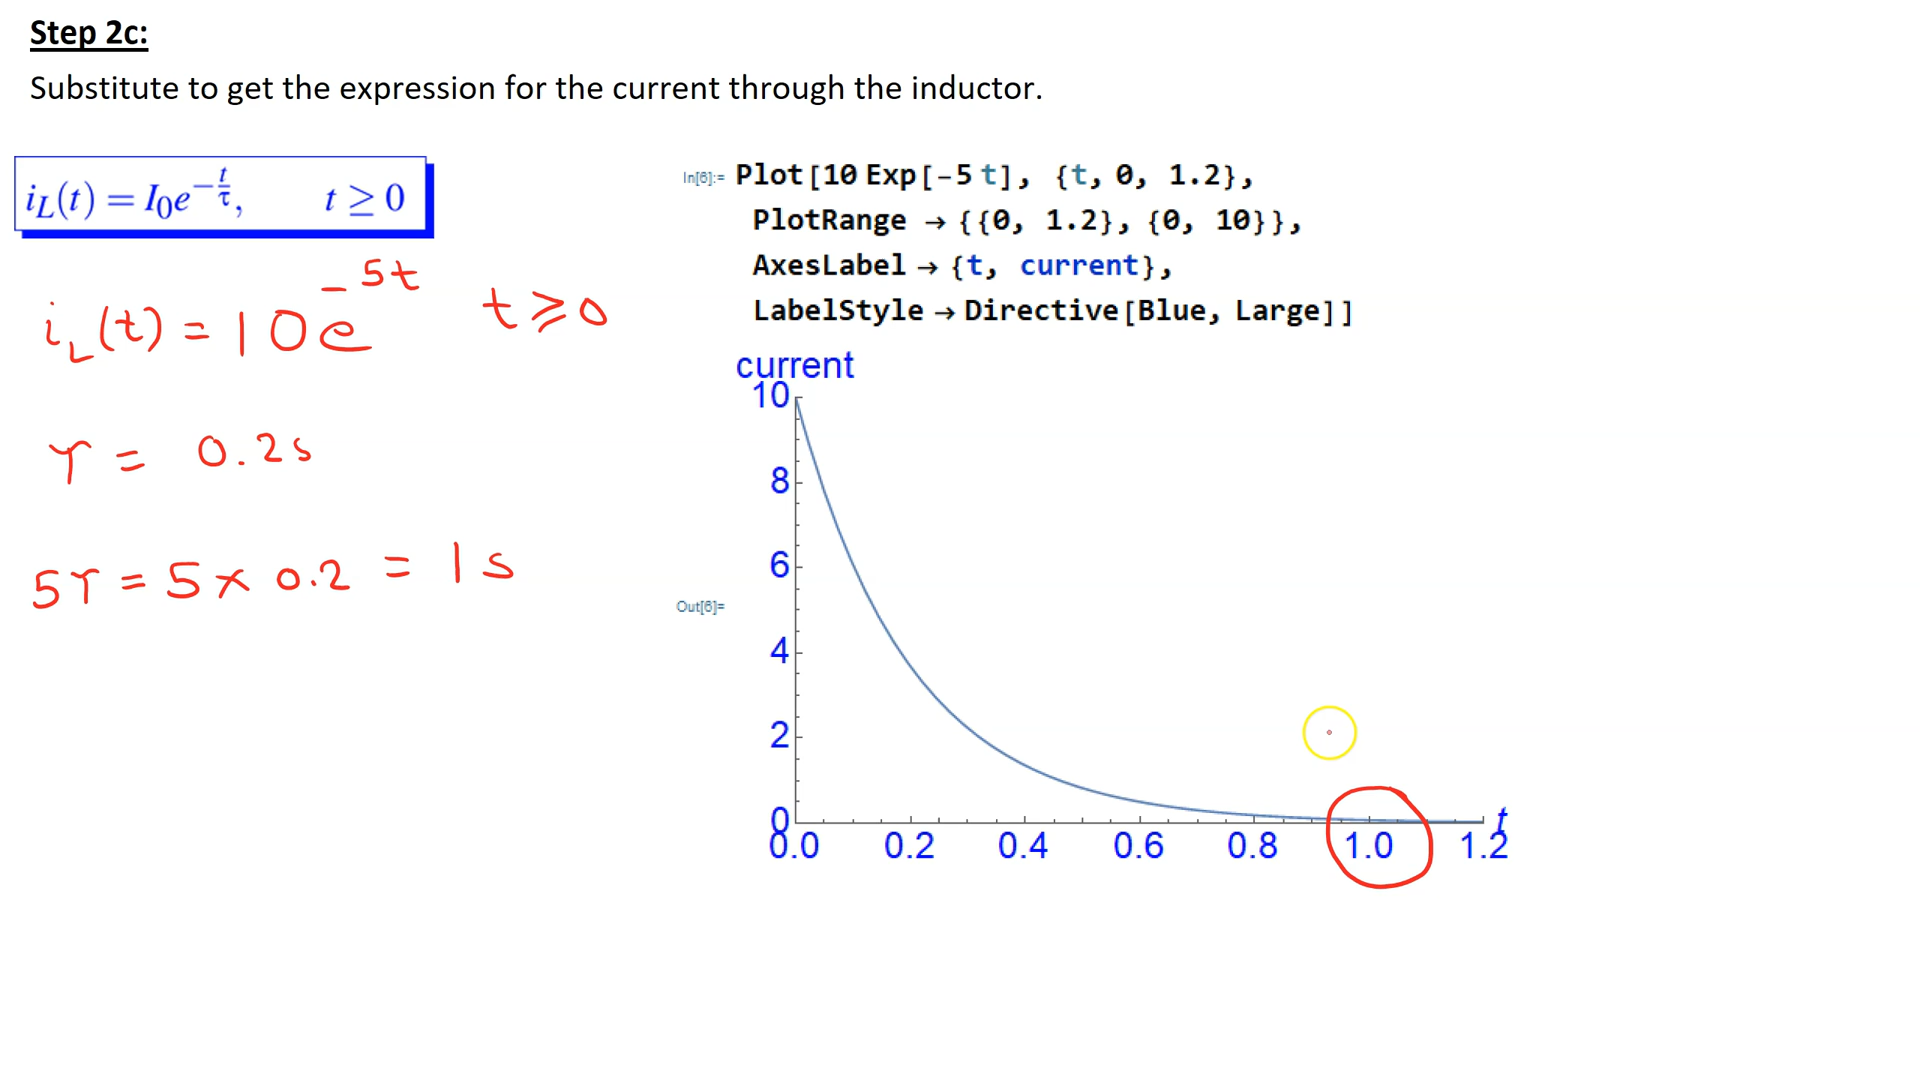 Step 2c:
Substitute to get the expression for the current through the inductor.
iL(t) = I0e^−t/τ, t ≥ 0
iL(t) = 10e^−5t t ≥ 0
τ = 0.2s
5τ = 5 × 0.2 = 1s
In[6]:= Plot[10 Exp[-5 t], {t, 0, 1.2},
PlotRange → {{0, 1.2}, {0, 10}},
AxesLabel → {t, current},
LabelStyle → Directive[Blue, Large]]
current
10
8
6
Out[6]=
4
2
0
t
0.0 0.2 0.4 0.6 0.8 1.0 1.2